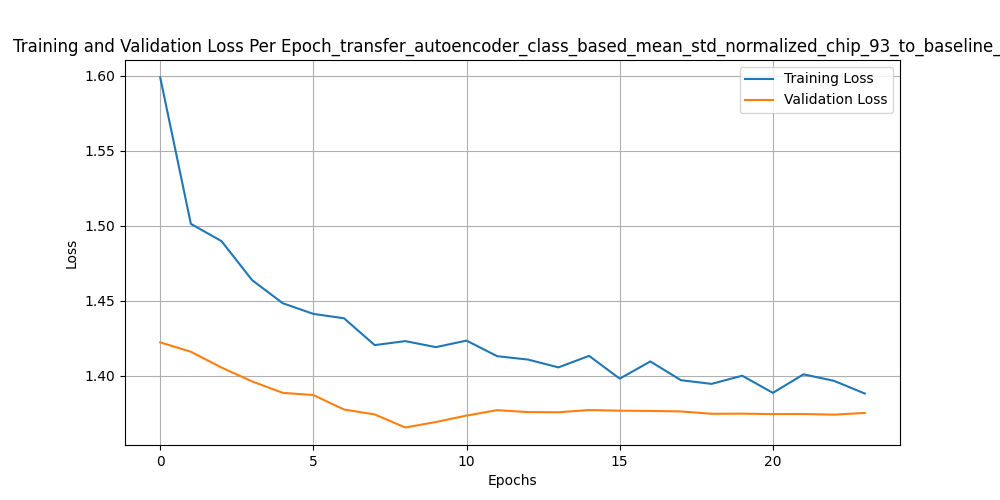 Training and Validation Loss Per Epoch_transfer_autoencoder_class_based_mean_std_normalized_chip_93_to_baseline_
Training Loss
Validation Loss
1.60
1.55
1.50
1.45
1.40
Loss
0 5 10 15 20
Epochs